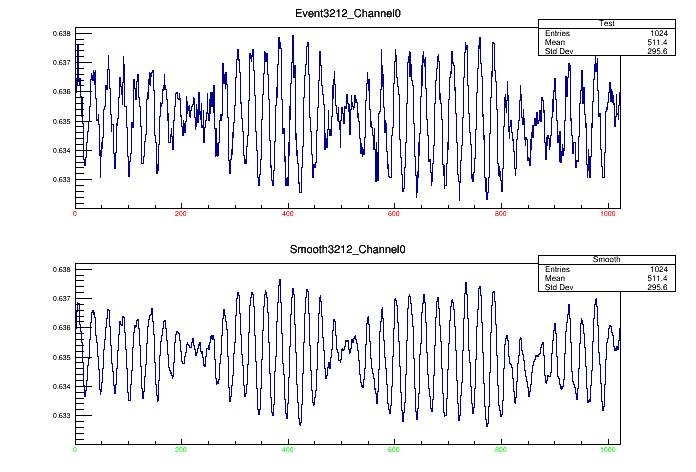 Event3212_Channel0
Test
Entries 1024
Mean 511.4
Std Dev 295.6
0.638
0.637
0.636
0.635
0.634
0.633
0 200 400 600 800 1000
Smooth3212_Channel0
Smooth
Entries 1024
Mean 511.4
Std Dev 295.6
0.638
0.637
0.636
0.635
0.634
0.633
0 200 400 600 800 1000